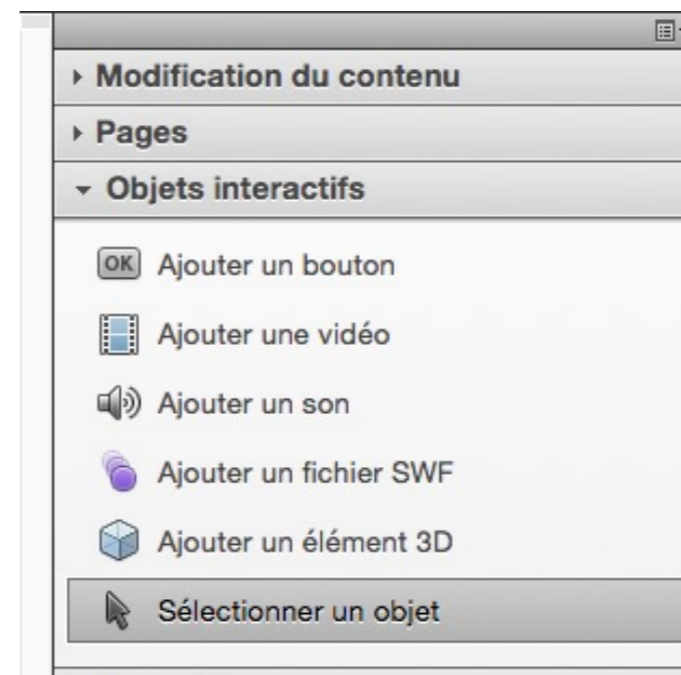 Modification du contenu
Pages
Objets interactifs
OK Ajouter un bouton
Ajouter une vidéo
Ajouter un son
Ajouter un fichier SWF
Ajouter un élément 3D
Sélectionner un objet